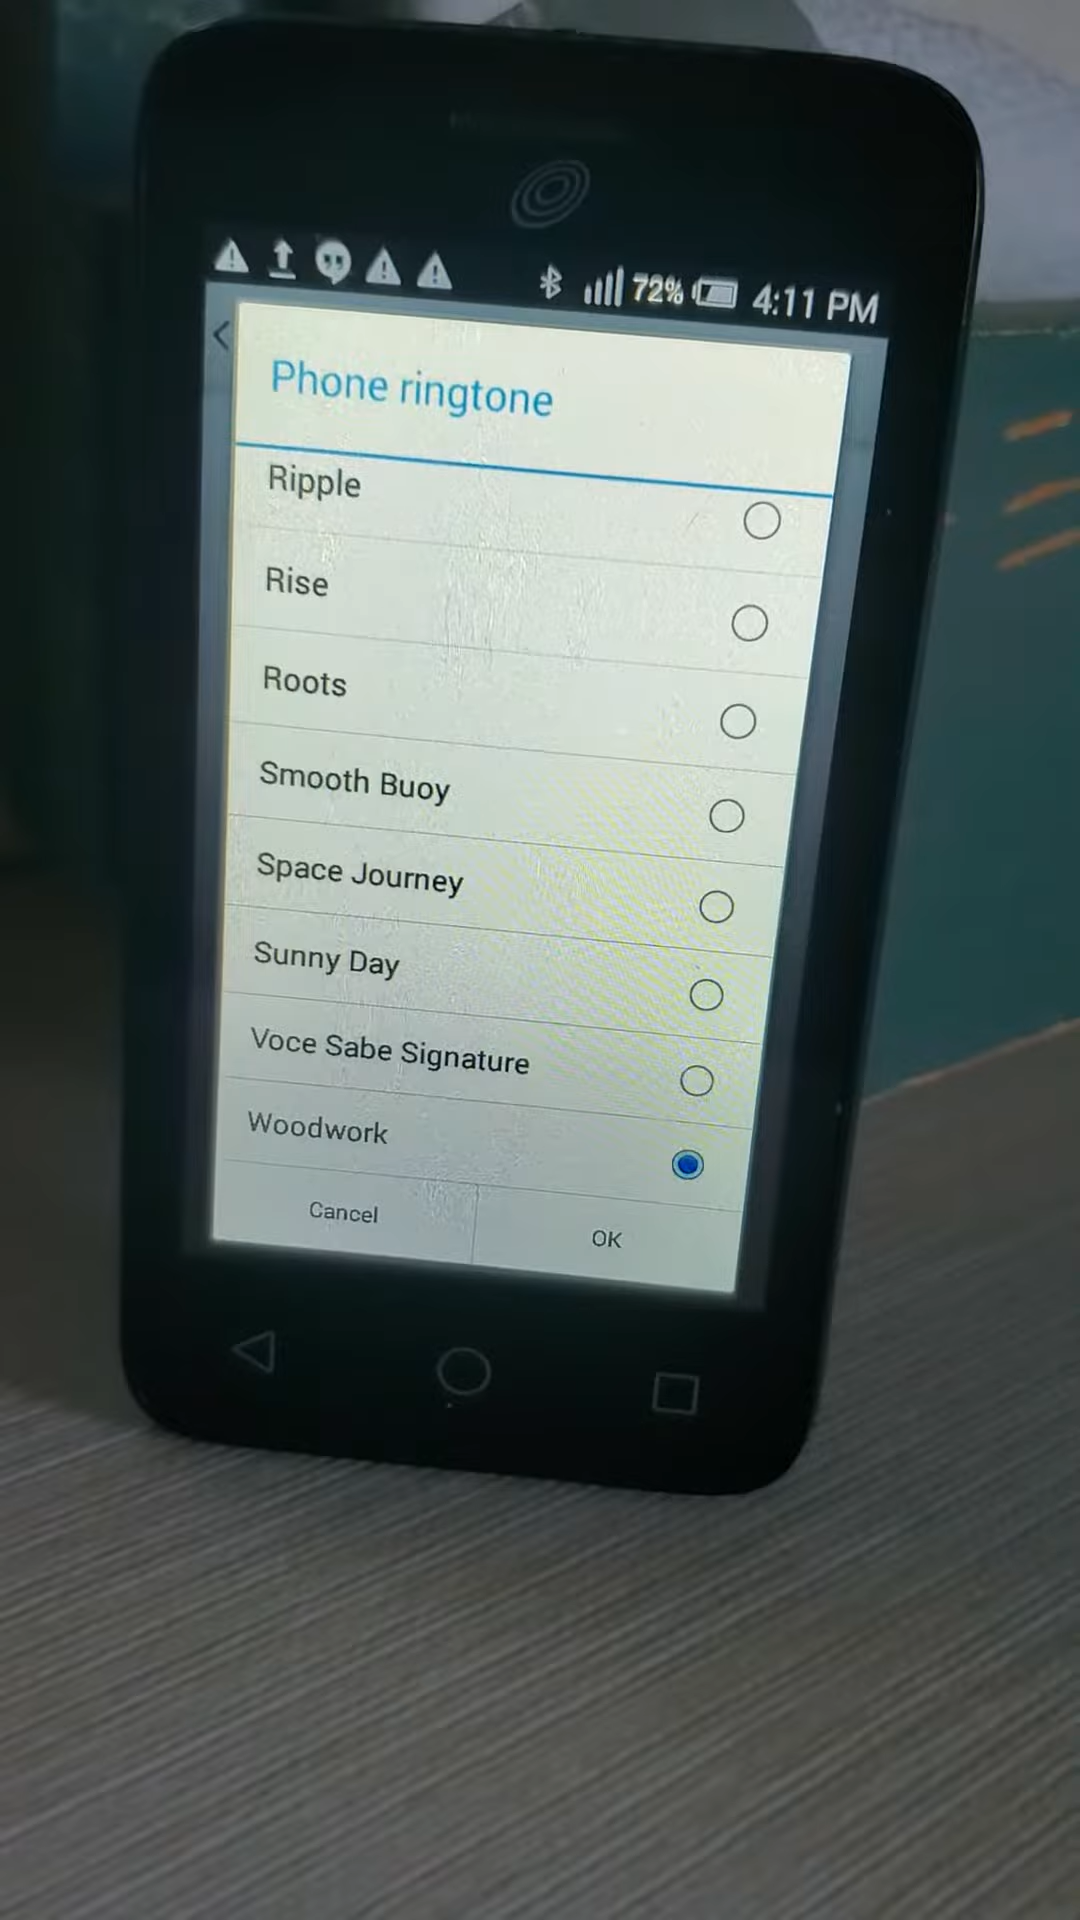 72% 4:11 PM
Phone ringtone
Ripple
Rise
Roots
Smooth Buoy
Space Journey
Sunny Day
Voce Sabe Signature
Woodwork
Cancel OK